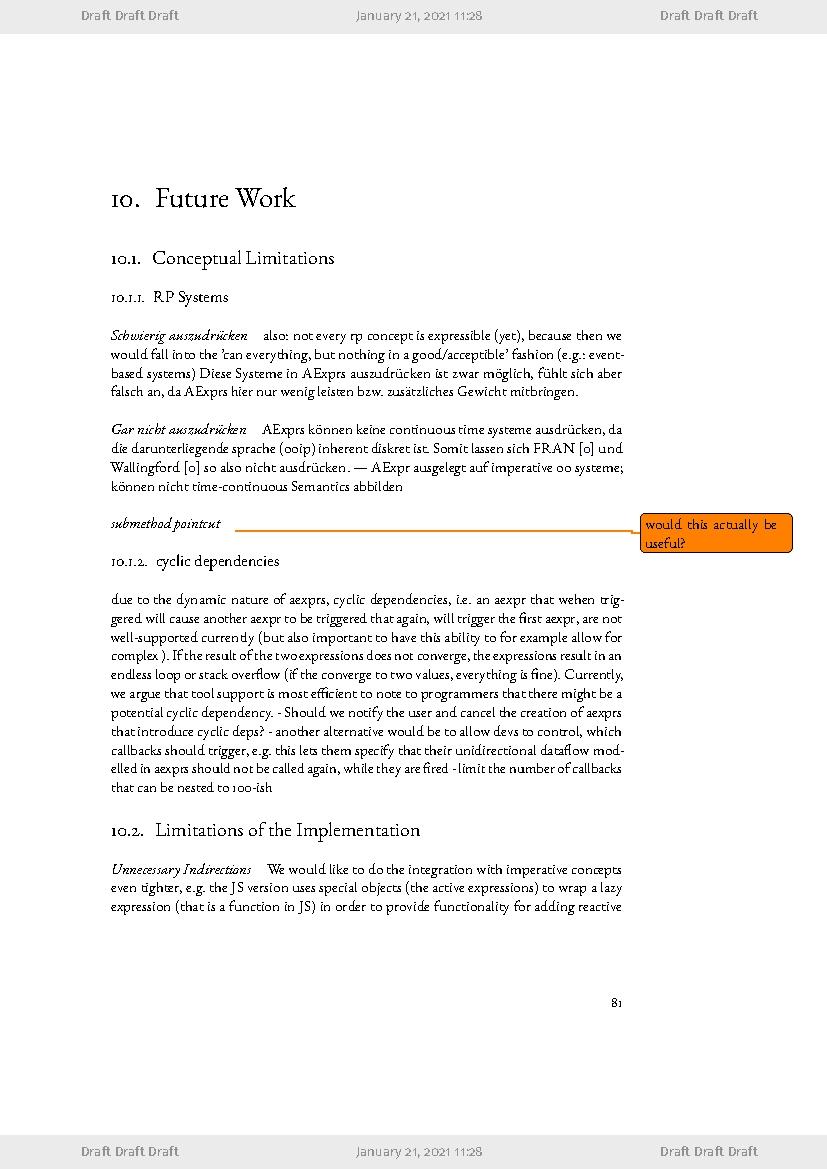 Draft Draft Draft January 21, 2021 11:28 Draft Draft Draft
10. Future Work
10.1. Conceptual Limitations
10.1.1. RP Systems
Schwierig auszudrücken also: not every rp concept is expressible (yet), because then we
would fall into the 'can everything, but nothing in a good/acceptible' fashion (e.g.: event-
based systems) Diese Systeme in AExprs auszudrücken ist zwar möglich, fühlt sich aber
falsch an, da AExprs hier nur wenig leisten bzw. zusätzliches Gewicht mitbringen.
Gar nicht auszudrücken AExprs können keine continuous time systeme ausdrücken, da
die darunterliegende sprache (ooip) inherent diskret ist. Somit lassen sich FRAN [0] und
Wallingford [0] so also nicht ausdrücken. — AExpr ausgelegt auf imperative oo systeme;
können nicht time-continuous Semantics abbilden
submethod pointcut
would this actually be
useful?
10.1.2. cyclic dependencies
due to the dynamic nature of aexprs, cyclic dependencies, i.e. an aexpr that wehen trig-
gered will cause another aexpr to be triggered that again, will trigger the first aexpr, are not
well-supported currently (but also important to have this ability to for example allow for
complex ). If the result of the two expressions does not converge, the expressions result in an
endless loop or stack overflow (if the converge to two values, everything is fine). Currently,
we argue that tool support is most efficient to note to programmers that there might be a
potential cyclic dependency. - Should we notify the user and cancel the creation of aexprs
that introduce cyclic deps? - another alternative would be to allow devs to control, which
callbacks should trigger, e.g. this lets them specify that their unidirectional dataflow mod-
elled in aexprs should not be called again, while they are fired - limit the number of callbacks
that can be nested to 100-ish
10.2. Limitations of the Implementation
Unnecessary Indirections We would like to do the integration with imperative concepts
even tighter, e.g. the JS version uses special objects (the active expressions) to wrap a lazy
expression (that is a function in JS) in order to provide functionality for adding reactive
81
Draft Draft Draft January 21, 2021 11:28 Draft Draft Draft